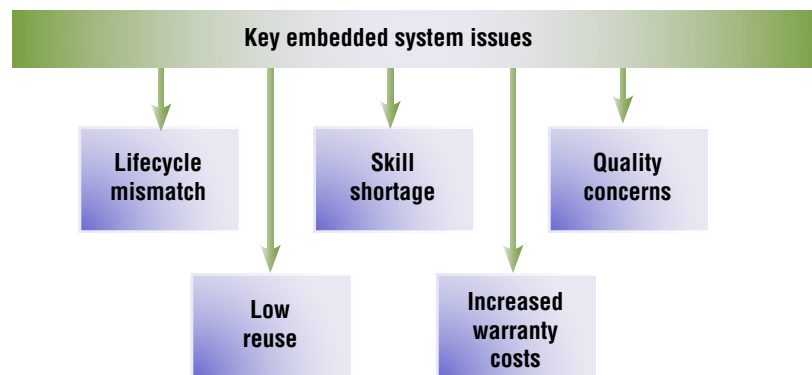 Key embedded system issues
Lifecycle
mismatch
Skill
shortage
Quality
concerns
Low
reuse
Increased
warranty
costs